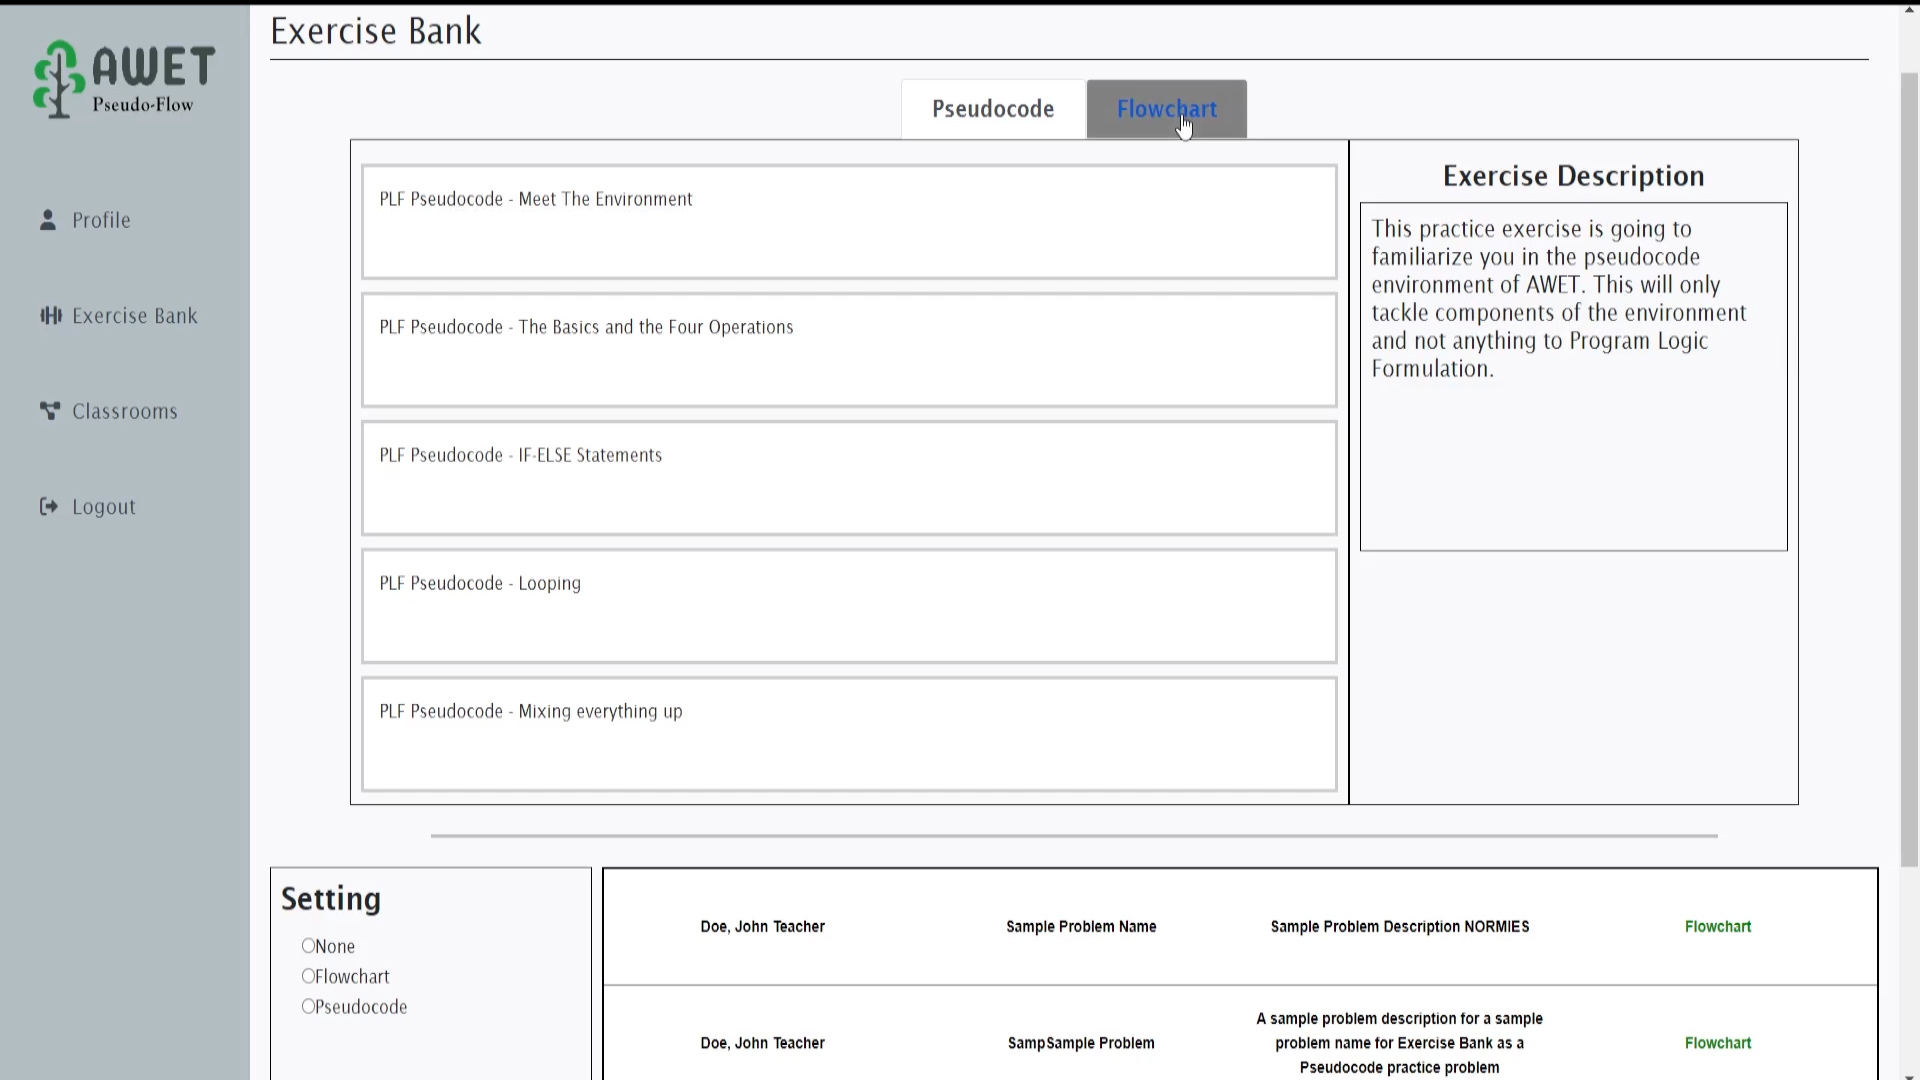 AWET
Pseudo-Flow
Profile
Exercise Bank
Classrooms
Logout
Exercise Bank
Pseudocode
Flowchart
PLF Pseudocode - Meet The Environment
PLF Pseudocode - The Basics and the Four Operations
PLF Pseudocode - IF-ELSE Statements
PLF Pseudocode - Looping
PLF Pseudocode - Mixing everything up
Exercise Description
This practice exercise is going to
familiarize you in the pseudocode
environment of AWET. This will only
tackle components of the environment
and not anything to Program Logic
Formulation.
Setting
None
Flowchart
Pseudocode
Doe, John Teacher
Sample Problem Name
Sample Problem Description NORMIES
Flowchart
Doe, John Teacher
SampSample Problem
A sample problem description for a sample
problem name for Exercise Bank as a
Pseudocode practice problem
Flowchart